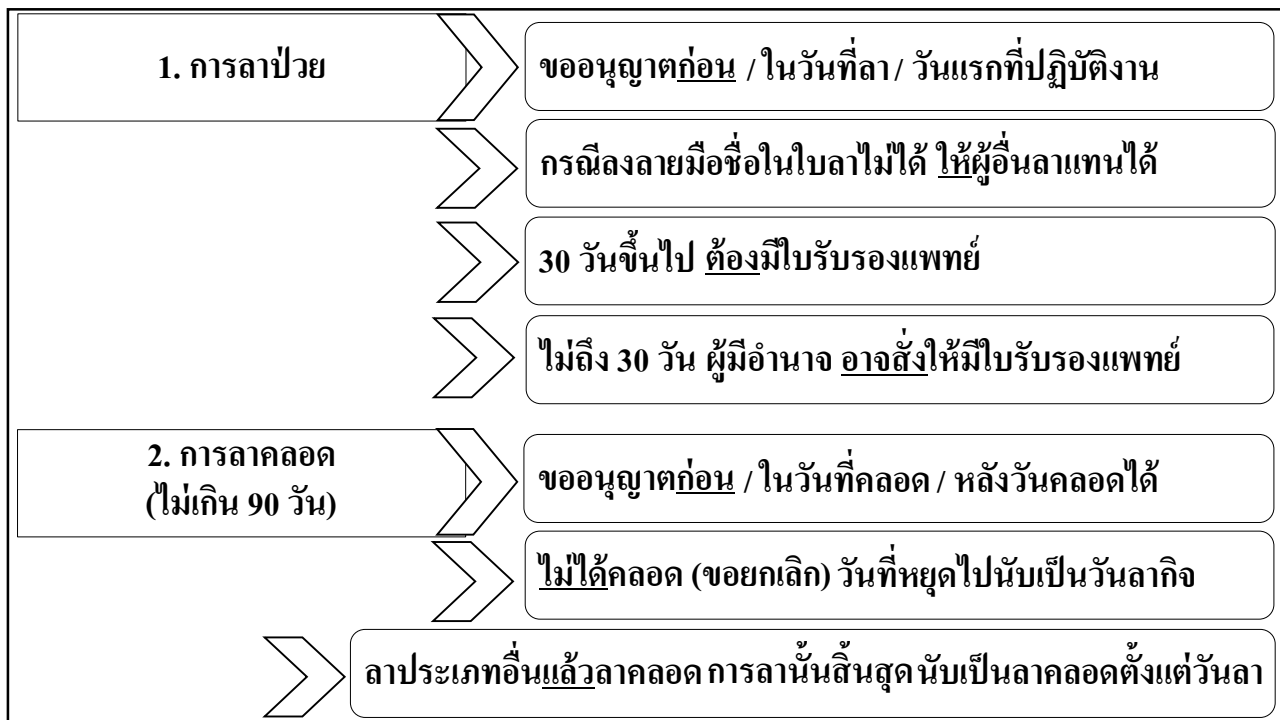 1. การลาป่วย
ขออนุญาตก่อน / ในวันที่ลา / วันแรกที่ปฏิบัติงาน
กรณีลงลายมือชื่อในใบลาไม่ได้ ให้ผู้อื่นลาแทนได้
30 วันขึ้นไป ต้องมีใบรับรองแพทย์
ไม่ถึง 30 วัน ผู้มีอำนาจ อาจสั่งให้มีใบรับรองแพทย์
2. การลาคลอด
(ไม่เกิน 90 วัน)
ขออนุญาตก่อน / ในวันที่คลอด / หลังวันคลอดได้
ไม่ได้คลอด (ขอยกเลิก) วันที่หยุดไปนับเป็นวันลากิจ
ลาประเภทอื่นแล้วลาคลอด การลานั้นสิ้นสุด นับเป็นลาคลอดตั้งแต่วันลา